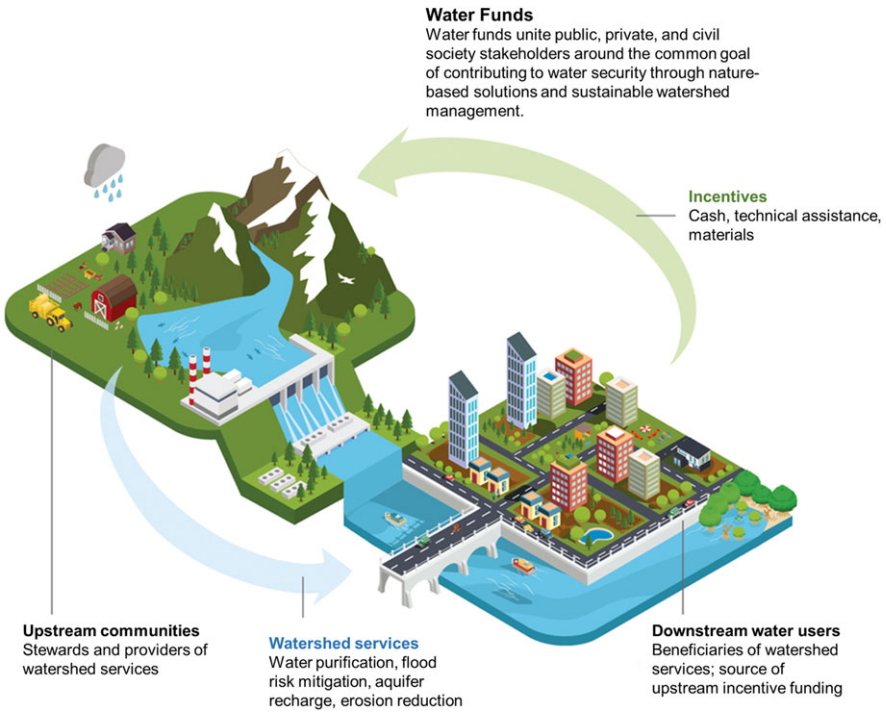 Water Funds
Water funds unite public, private, and civil
society stakeholders around the common goal
of contributing to water security through nature-
based solutions and sustainable watershed
management.
Incentives
Cash, technical assistance,
materials
Upstream communities
Stewards and providers of
watershed services
Watershed services
Water purification, flood
risk mitigation, aquifer
recharge, erosion reduction
Downstream water users
Beneficiaries of watershed
services; source of
upstream incentive funding